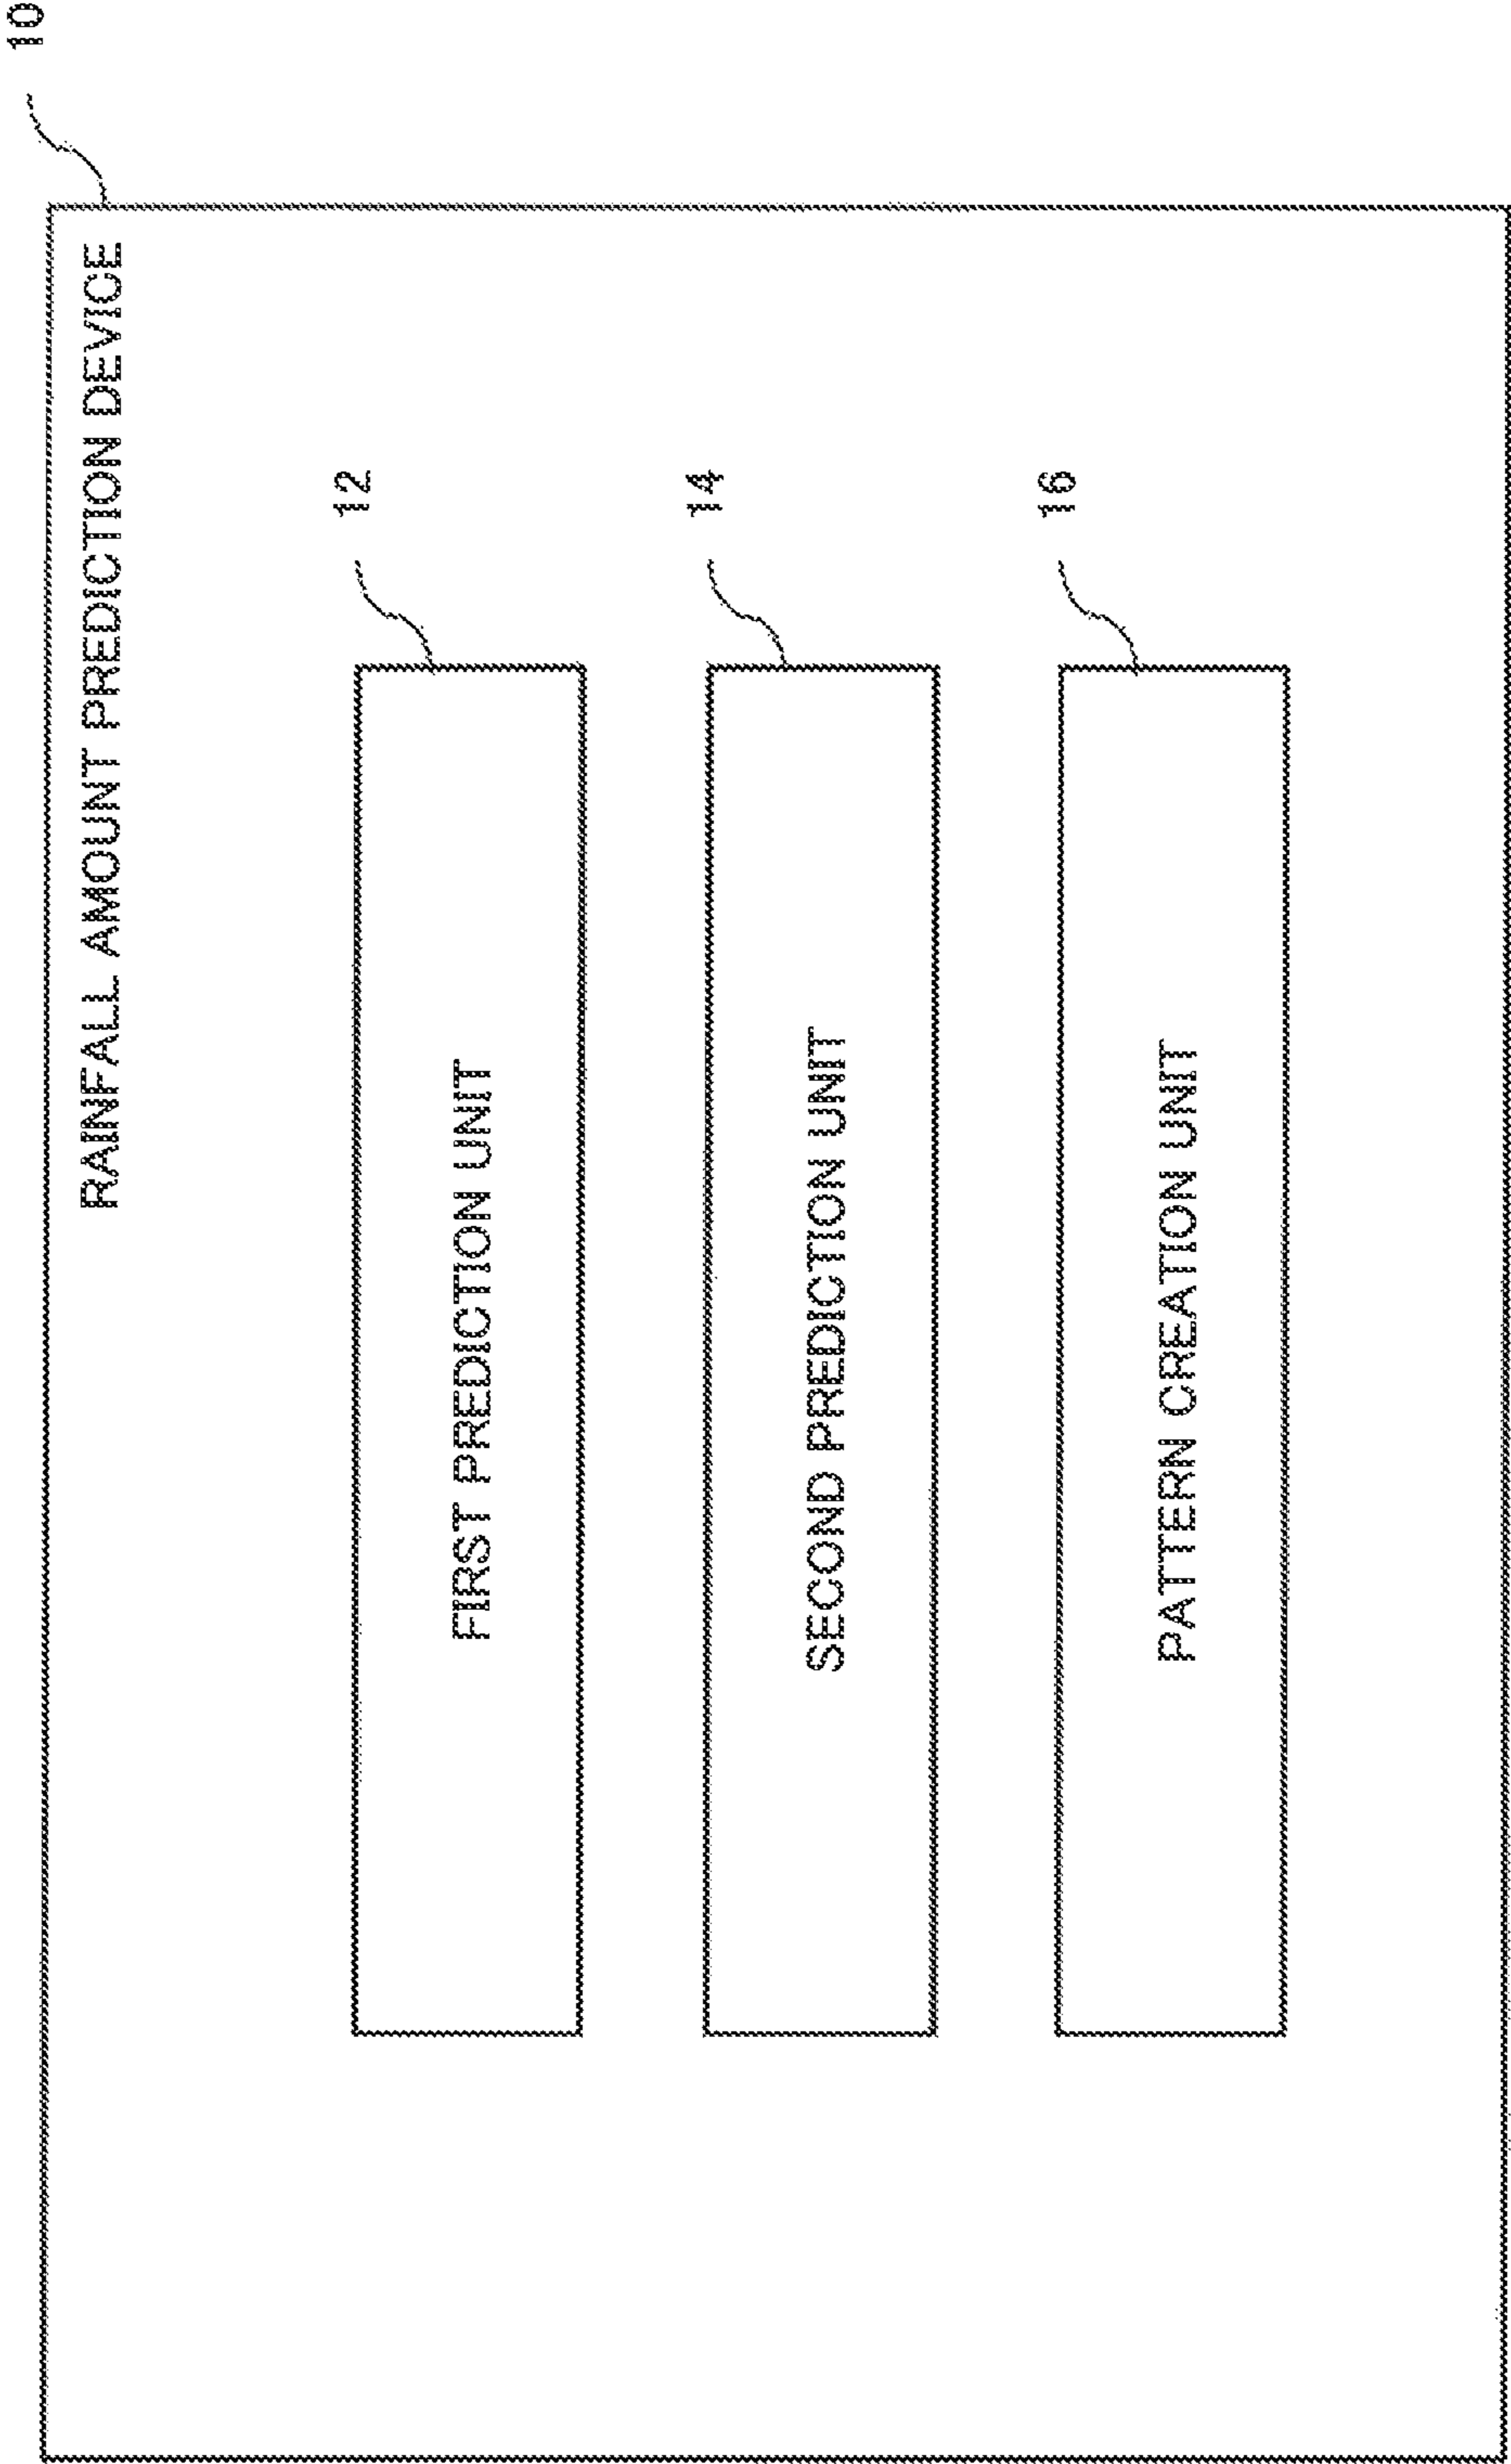 10
RAINFALL AMOUNT PREDICTION DEVICE
12
FIRST PREDICTION UNIT
14
SECOND PREDICTION UNIT
16
PATTERN CREATION UNIT